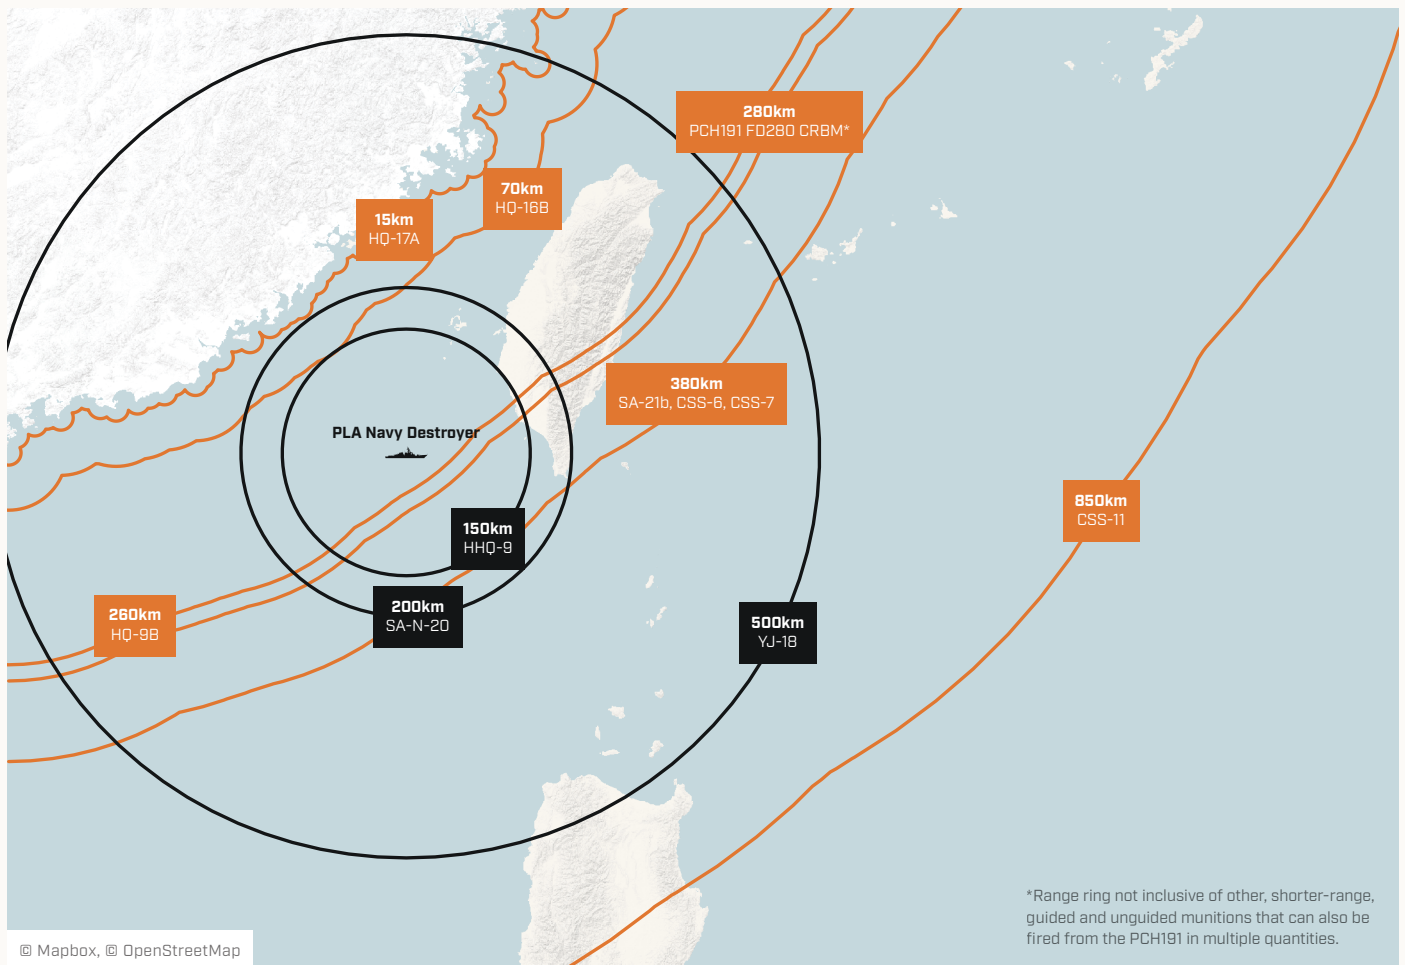 280km
PCH191 FD280 CRBM*
70km
HQ-16B
15km
HQ-17A
380km
SA-21b, CSS-6, CSS-7
PLA Navy Destroyer
850km
CSS-11
150km
HHQ-9
200km
SA-N-20
260km
HQ-9B
500km
YJ-18
*Range ring not inclusive of other, shorter-range,
guided and unguided munitions that can also be
fired from the PCH191 in multiple quantities.
© Mapbox, © OpenStreetMap